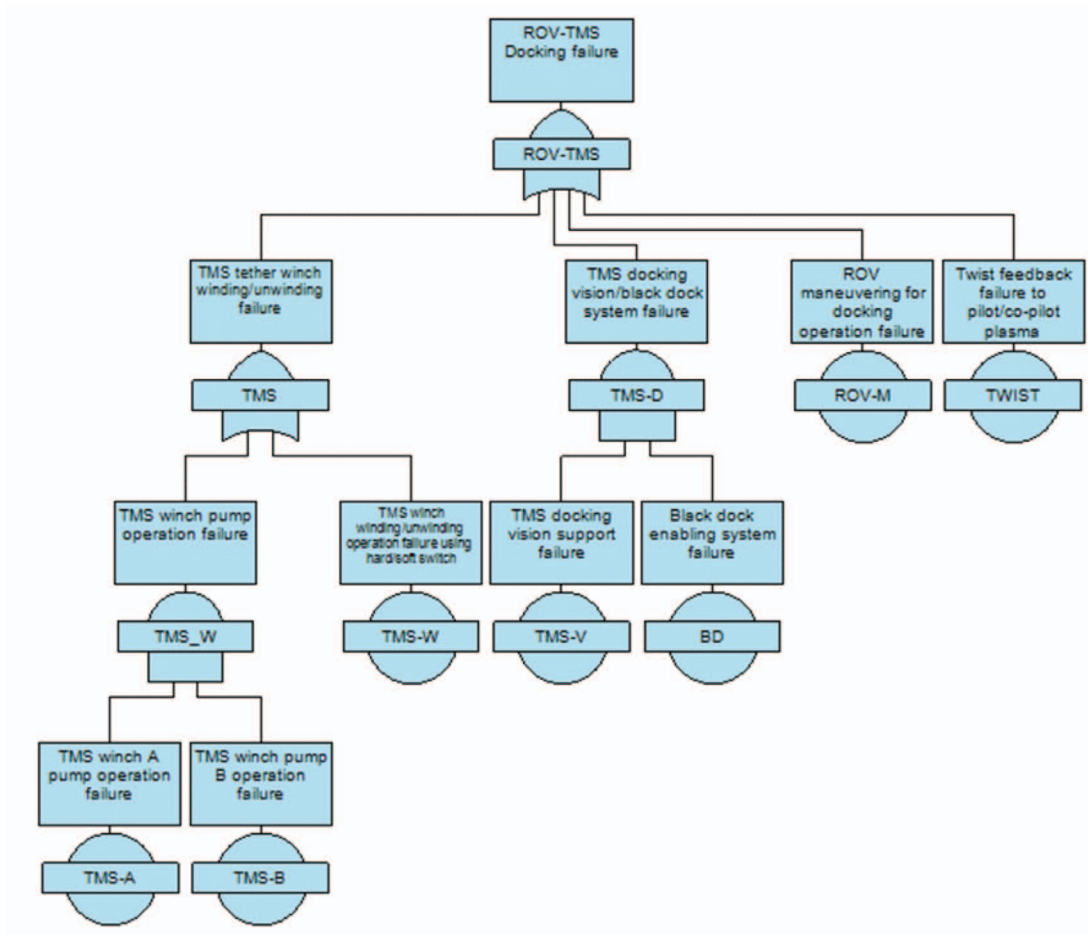 ROV-TMS
Docking failure
ROV-TMS
TMS tether winch
winding/unwinding
failure
TMS docking
vision/black dock
system failure
ROV
maneuvering for
docking
operation failure
Twist feedback
failure to
pilot/co-pilot
plasma
TMS
TMS-D
ROV-M
TWIST
TMS winch pump
operation failure
TMS winch
winding/unwinding
operation failure using
hard/soft switch
TMS docking
vision support
failure
Black dock
enabling system
failure
TMS_W
TMS-W
TMS-V
BD
TMS winch A
pump operation
failure
TMS winch pump
B operation
failure
TMS-A
TMS-B